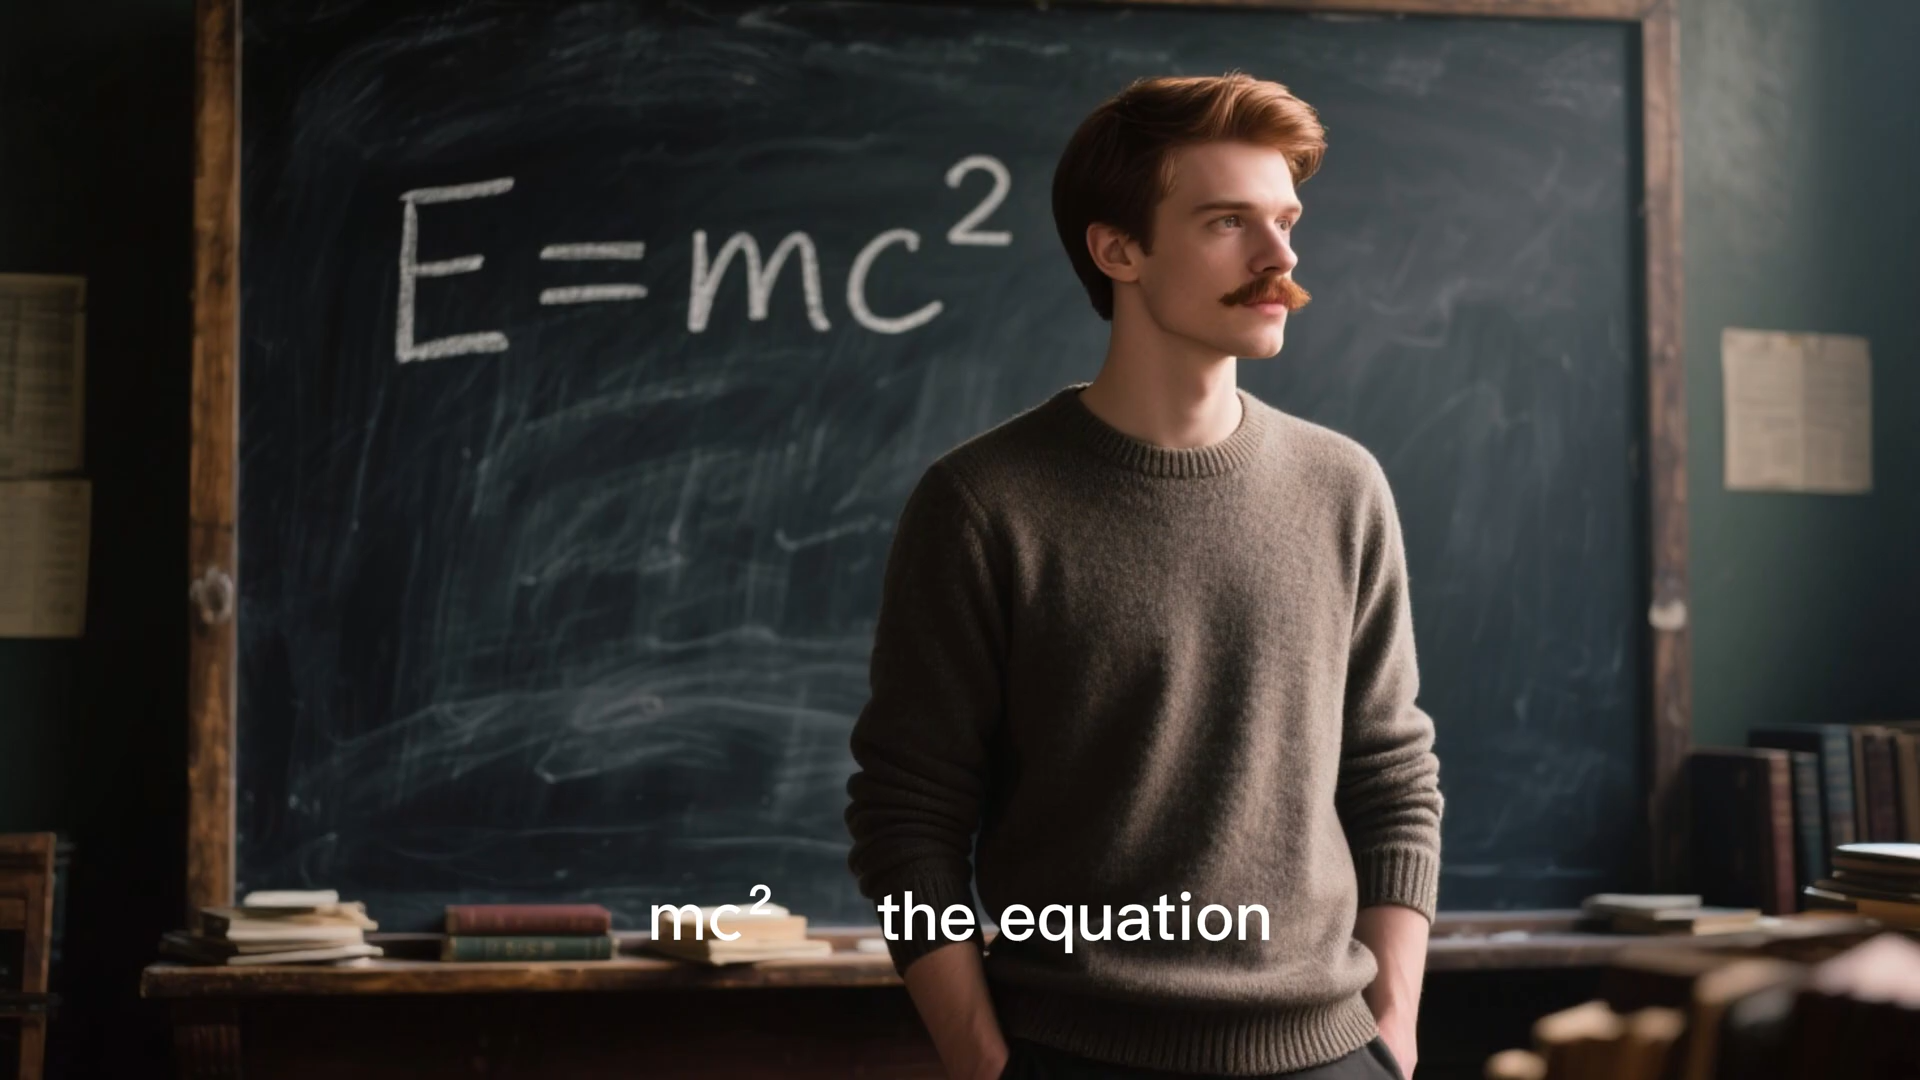 E=mc²
mc² the equation